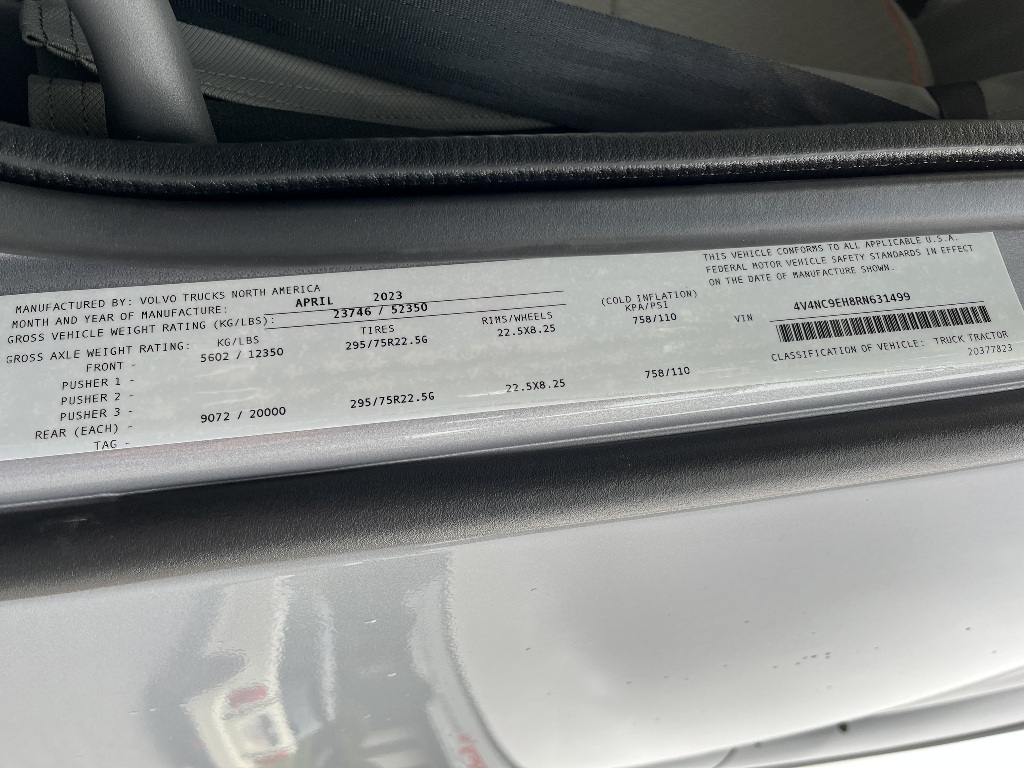 MANUFACTURED BY: VOLVO TRUCKS NORTH AMERICA
MONTH AND YEAR OF MANUFACTURE: APRIL 2023
GROSS VEHICLE WEIGHT RATING (KG/LBS): 23746 / 52350
GROSS AXLE WEIGHT RATING: KG/LBS TIRES RIMS/WHEELS (COLD INFLATION) KPA/PSI
FRONT - 5602 / 12350 295/75R22.5G 22.5X8.25 758/110
PUSHER 1 -
PUSHER 2 -
PUSHER 3 -
REAR (EACH) - 9072 / 20000 295/75R22.5G 22.5X8.25 758/110
TAG -
THIS VEHICLE CONFORMS TO ALL APPLICABLE U.S.A.
FEDERAL MOTOR VEHICLE SAFETY STANDARDS IN EFFECT
ON THE DATE OF MANUFACTURE SHOWN.
VIN 4V4NC9EH8RN631499
CLASSIFICATION OF VEHICLE: TRUCK TRACTOR
20377823